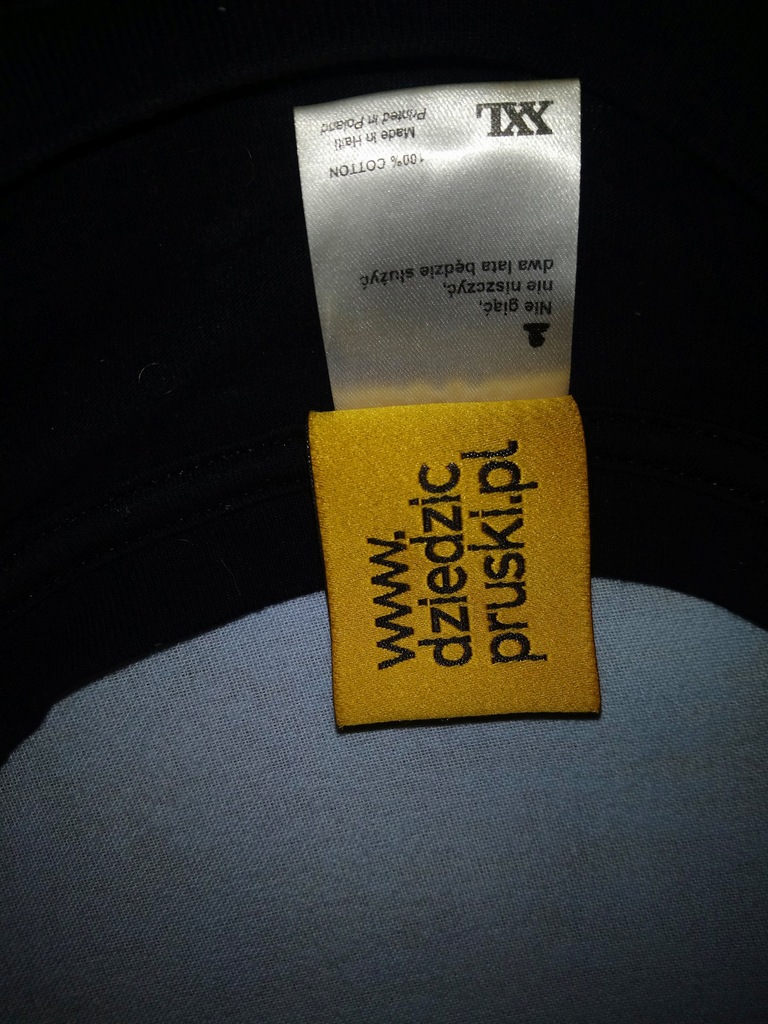 XXL
Made in Haiti
Printed in Poland
100% COTTON
Nie giąć,
nie niszczyć,
dwa lata będzie służyć
www.
dziedzic
pruski.pl